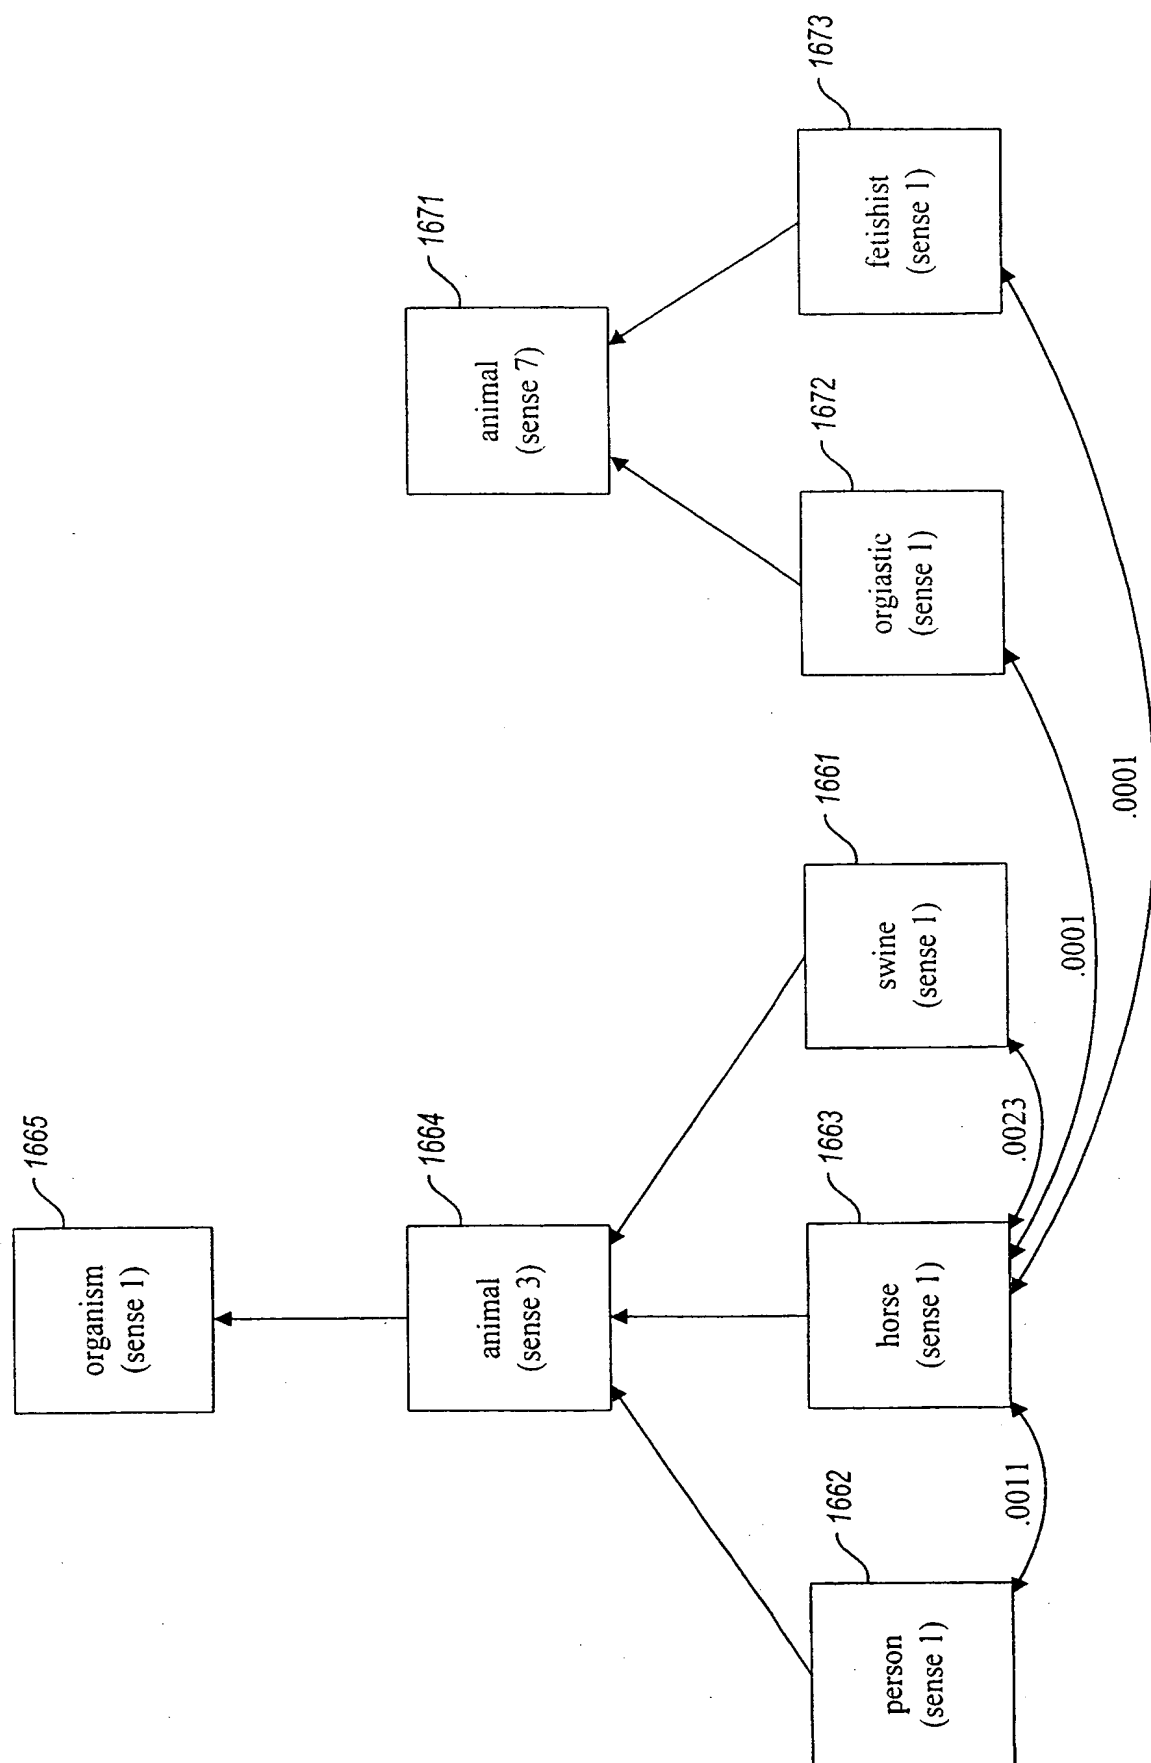 1665
organism
(sense 1)
1664
animal
(sense 3)
1671
animal
(sense 7)
1662
person
(sense 1)
1663
horse
(sense 1)
1661
swine
(sense 1)
1672
orgiastic
(sense 1)
1673
fetishist
(sense 1)
.0011
.0023
.0001
.0001